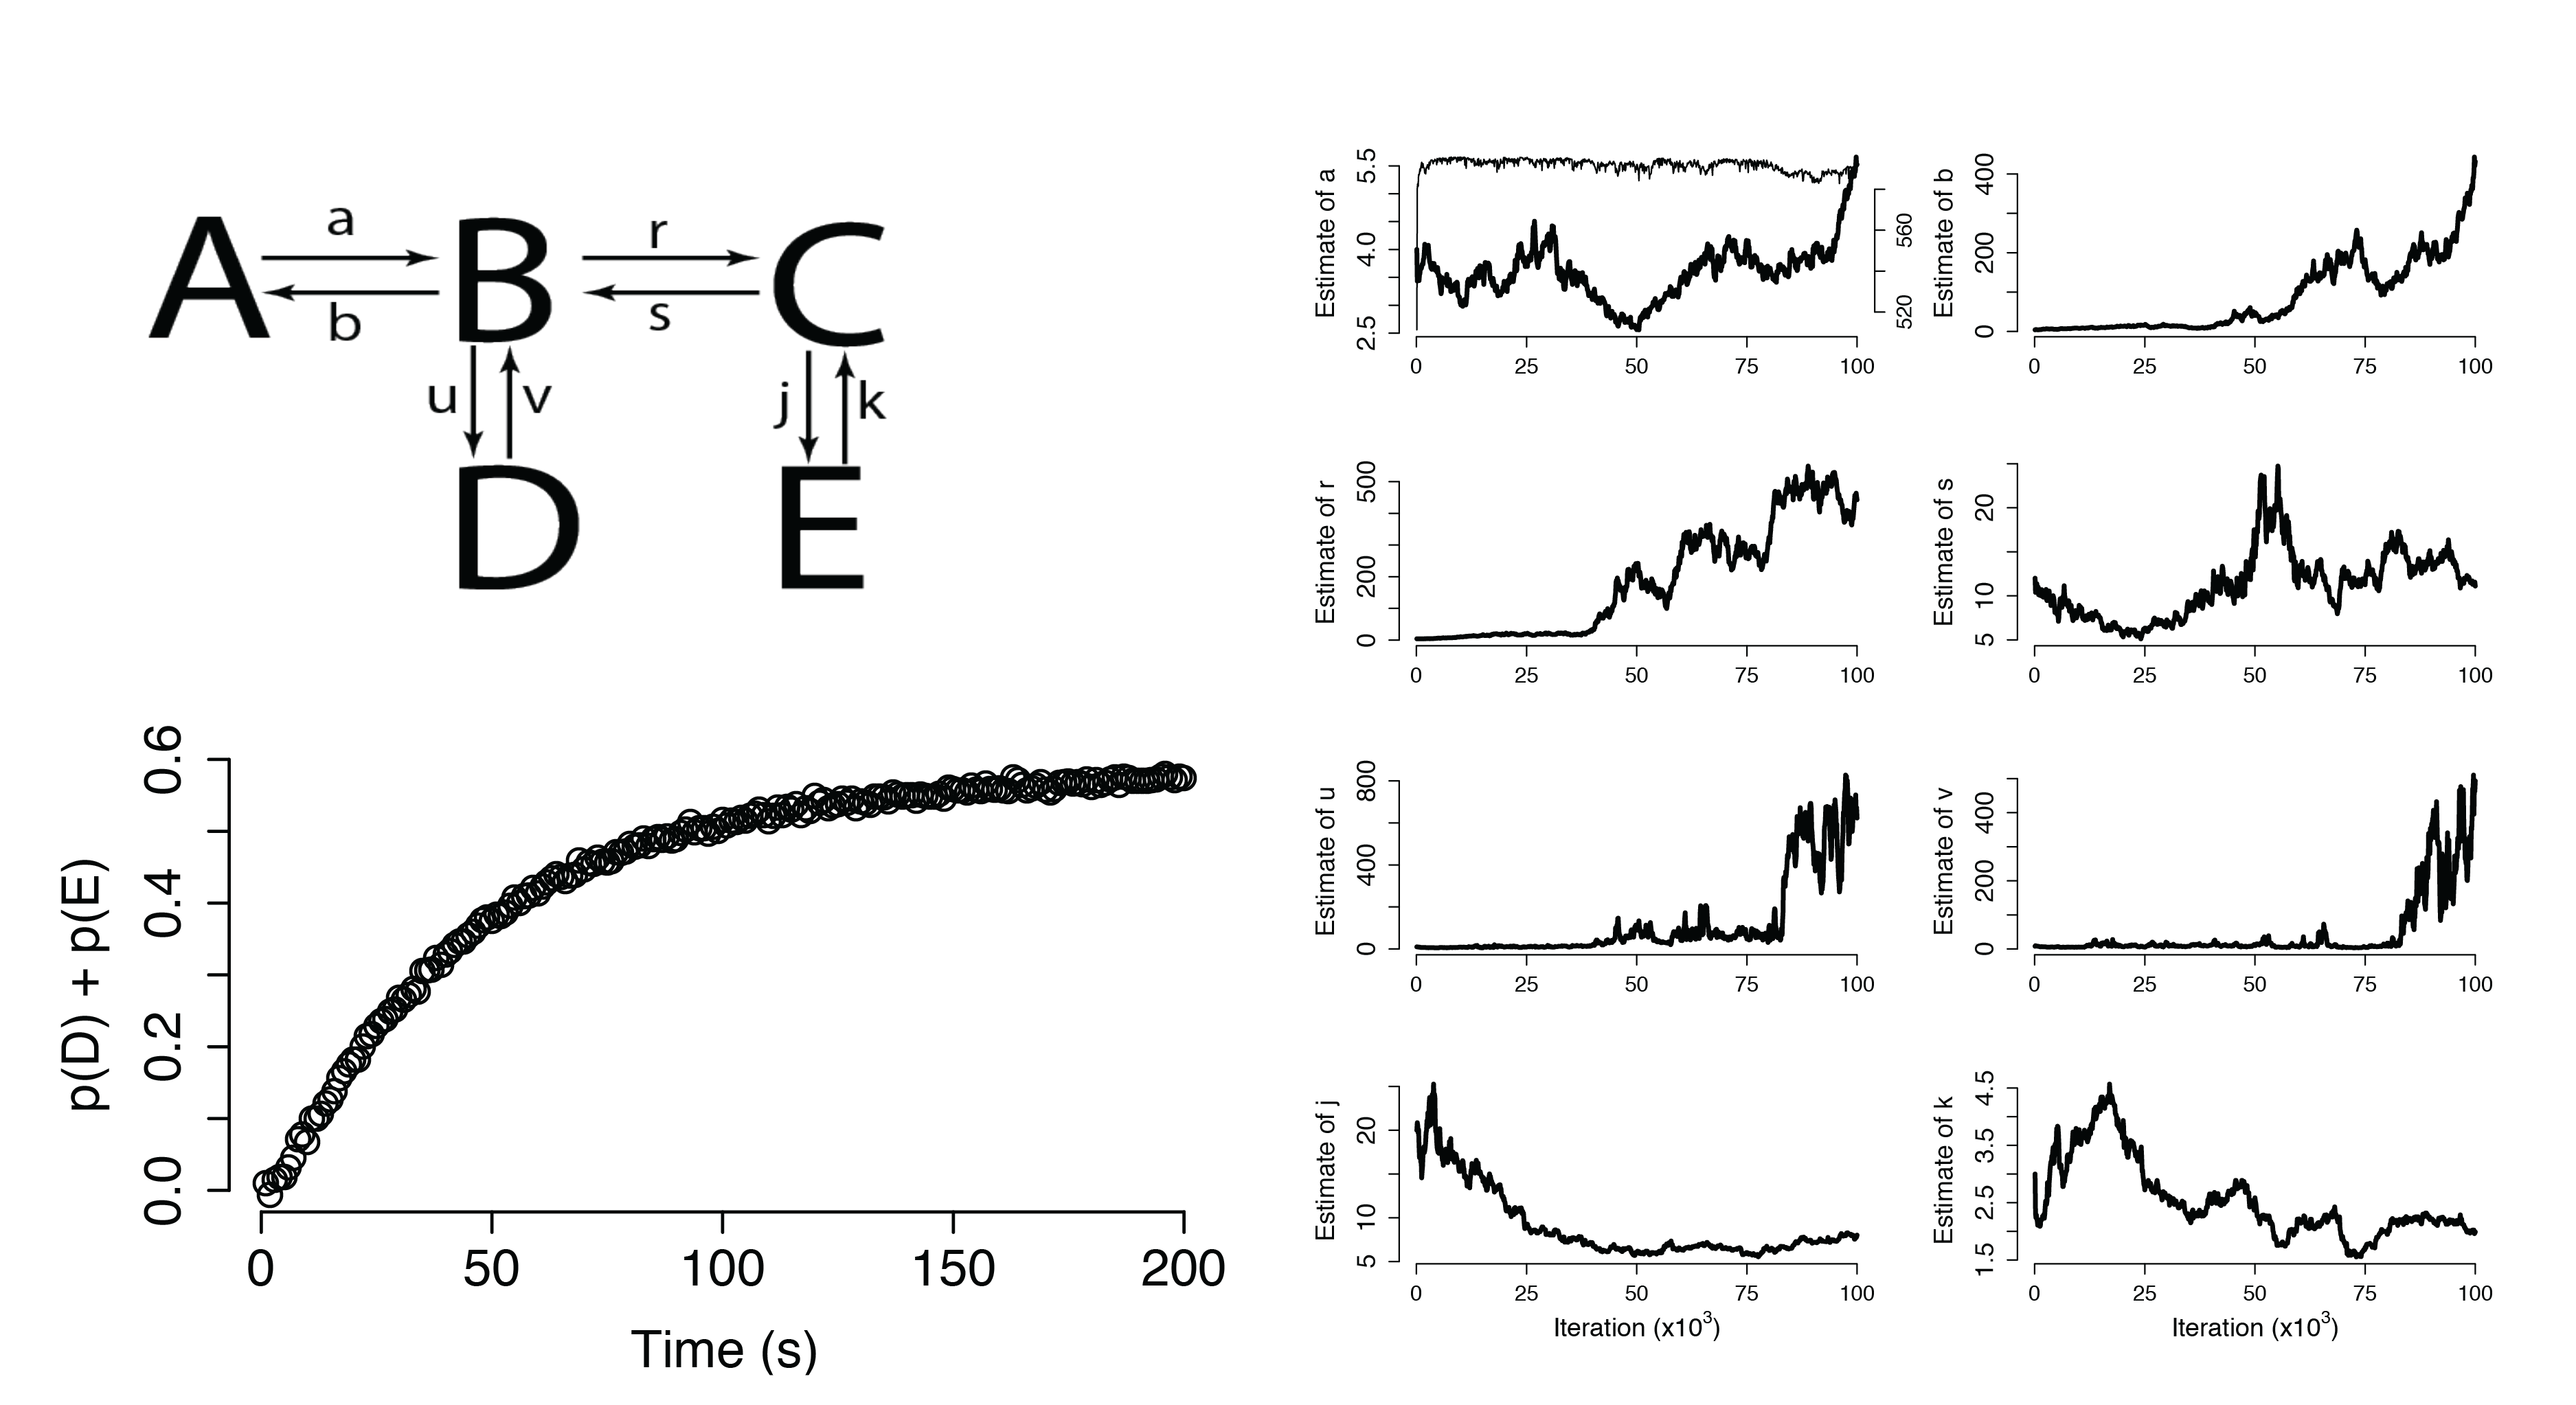 A a B r C
b s
u v j k
D E
p(D) + p(E)
0.6
0.4
0.2
0.0
0 50 100 150 200
Time (s)
Estimate of a
5.5
4.0
2.5
560
520
0 25 50 75 100
Estimate of b
400
200
0
0 25 50 75 100
Estimate of r
500
200
0
0 25 50 75 100
Estimate of s
20
10
5
0 25 50 75 100
Estimate of u
800
400
0
0 25 50 75 100
Estimate of v
400
200
0
0 25 50 75 100
Estimate of j
20
10
5
0 25 50 75 100
Iteration (x10³)
Estimate of k
4.5
3.5
2.5
1.5
0 25 50 75 100
Iteration (x10³)